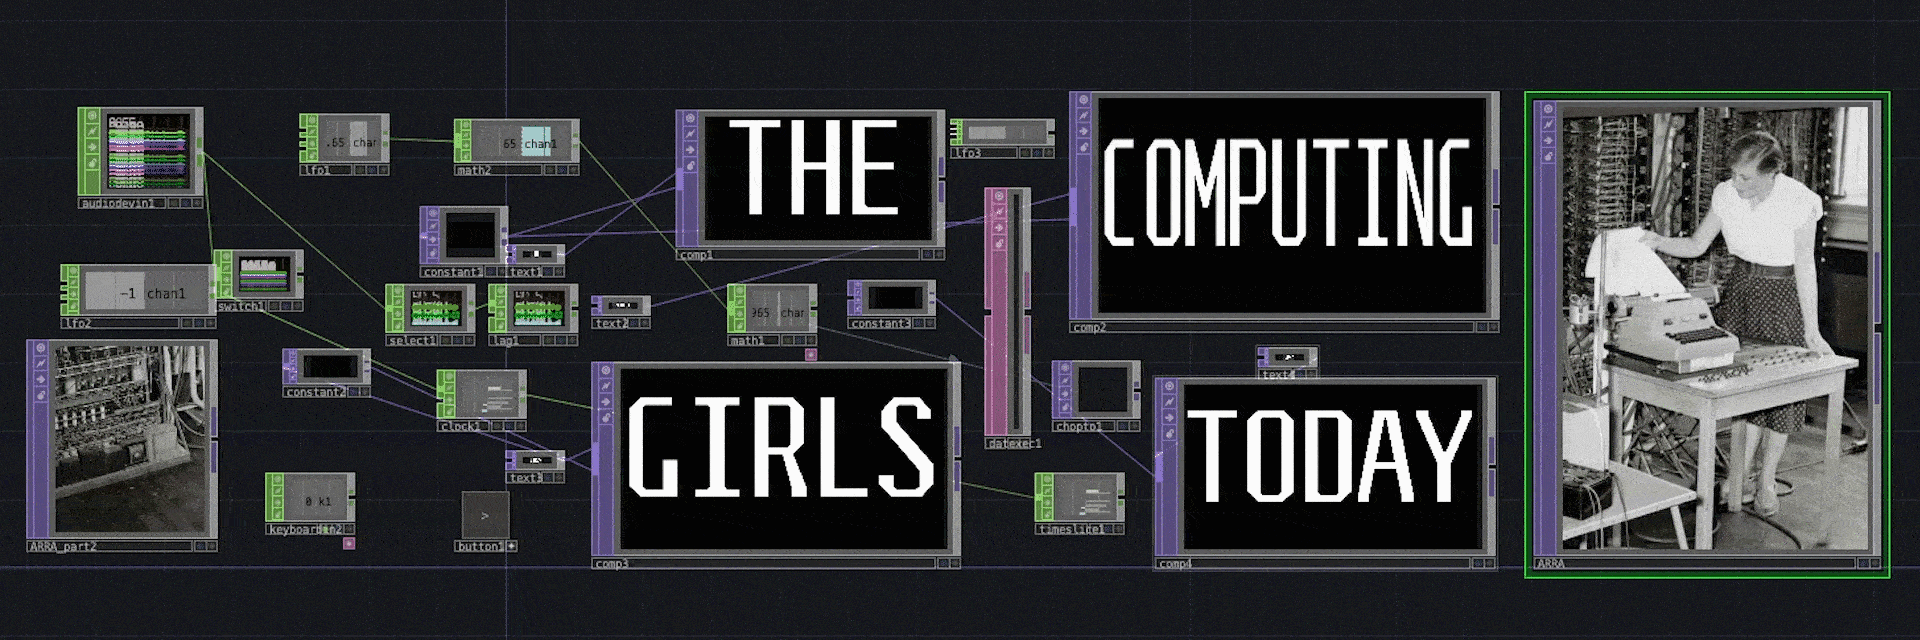 audiodevin1
lfo1
.65 chan
math2
65 chan1
THE
comp1
lfo3
COMPUTING
comp2
constant1
text1
switch1
-1 chan1
lfo2
select1
lag1
text2
math1
365 chan
constant3
ARRA_part2
constant2
clock1
text3
GIRLS
comp3
datexec1
chopto1
text4
TODAY
comp4
0 k1
keyboardin2
>
button1
timeslice1
ARRA